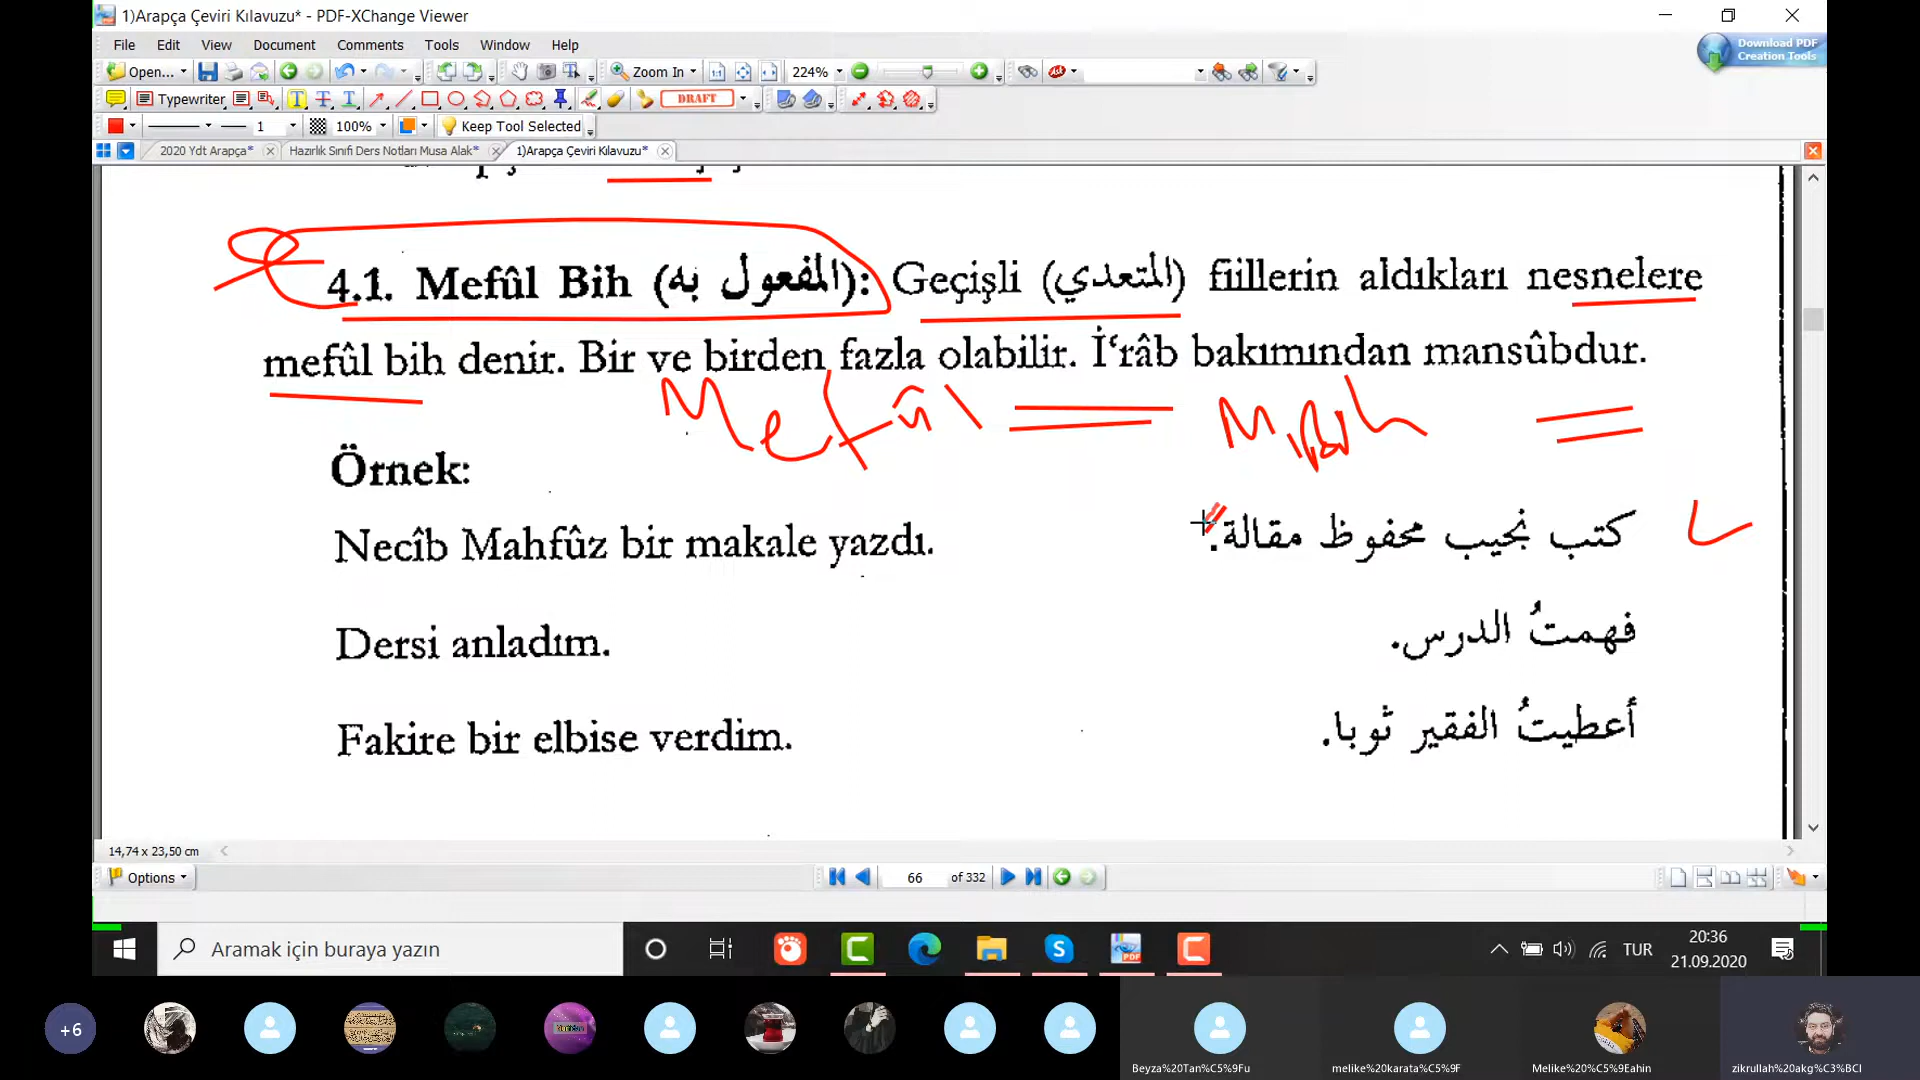 1)Arapça Çeviri Kılavuzu* - PDF-XChange Viewer
File Edit View Document Comments Tools Window Help
Download PDF
Creation Tools
Open... Zoom In 224%
Typewriter DRAFT
1 100% Keep Tool Selected
2020 Ydt Arapça* Hazırlık Sınıfı Ders Notları Musa Alak* 1)Arapça Çeviri Kılavuzu*
4.1. Mefûl Bih (المفعول به): Geçişli (المتعدي) fiillerin aldıkları nesnelere
mefûl bih denir. Bir ve birden fazla olabilir. İ‘râb bakımından mansûbdur.
Mefûl
Örnek:
Necîb Mahfûz bir makale yazdı. كتب نجيب محفوظ مقالة.
Dersi anladım. فهمتُ الدرس.
Fakire bir elbise verdim. أعطيتُ الفقير ثوبا.
14,74 x 23,50 cm
Options 66 of 332
Aramak için buraya yazın TUR 20:36
21.09.2020
+6
Beyza%20Tan%C5%9Fu melike%20karata%C5%9F Melike%20%C5%9Eahin zikrullah%20akg%C3%BCl